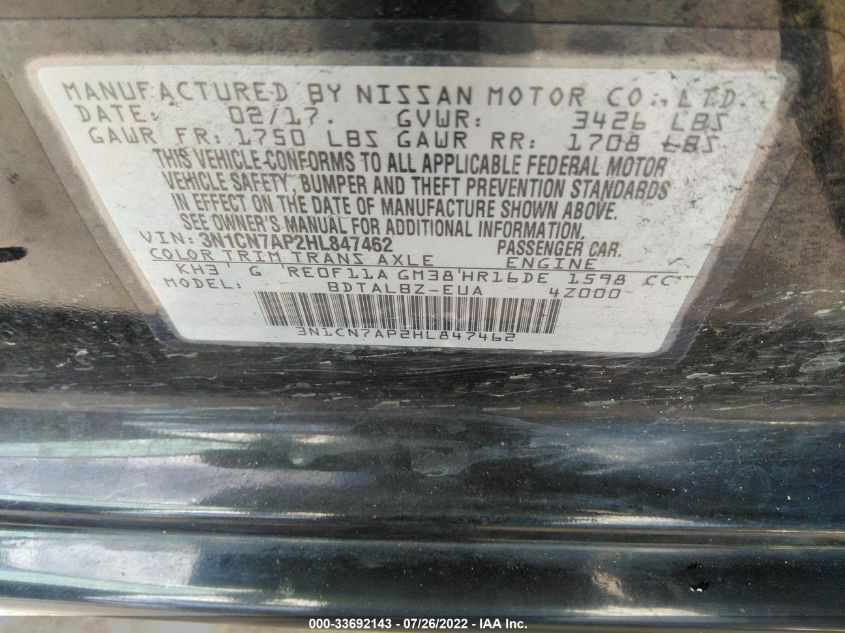 MANUFACTURED BY NISSAN MOTOR CO., LTD.
DATE: 02/17. GVWR: 3426 LBS
GAWR FR: 1750 LBS GAWR RR: 1708 LBS
THIS VEHICLE CONFORMS TO ALL APPLICABLE FEDERAL MOTOR
VEHICLE SAFETY, BUMPER AND THEFT PREVENTION STANDARDS
IN EFFECT ON THE DATE OF MANUFACTURE SHOWN ABOVE.
SEE OWNER'S MANUAL FOR ADDITIONAL INFORMATION.
VIN: 3N1CN7AP2HL847462 PASSENGER CAR.
COLOR TRIM TRANS AXLE ENGINE
KH3 G RE0F11A GM38 HR16DE 1598 CC
MODEL: BDTALBZ-EUA 4Z000
3N1CN7AP2HL847462
000-33692143 - 07/26/2022 - IAA Inc.